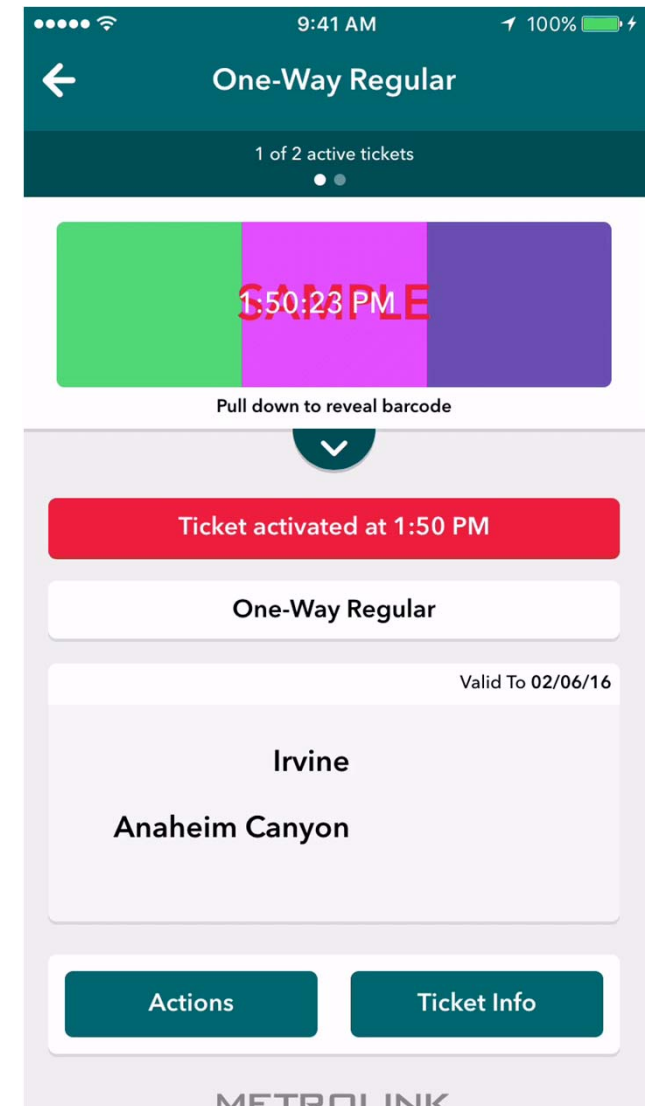 9:41 AM 100%
One-Way Regular
1 of 2 active tickets
SAMPLE
1:50:23 PM
Pull down to reveal barcode
Ticket activated at 1:50 PM
One-Way Regular
Valid To 02/06/16
Irvine
Anaheim Canyon
Actions Ticket Info
METROLINK